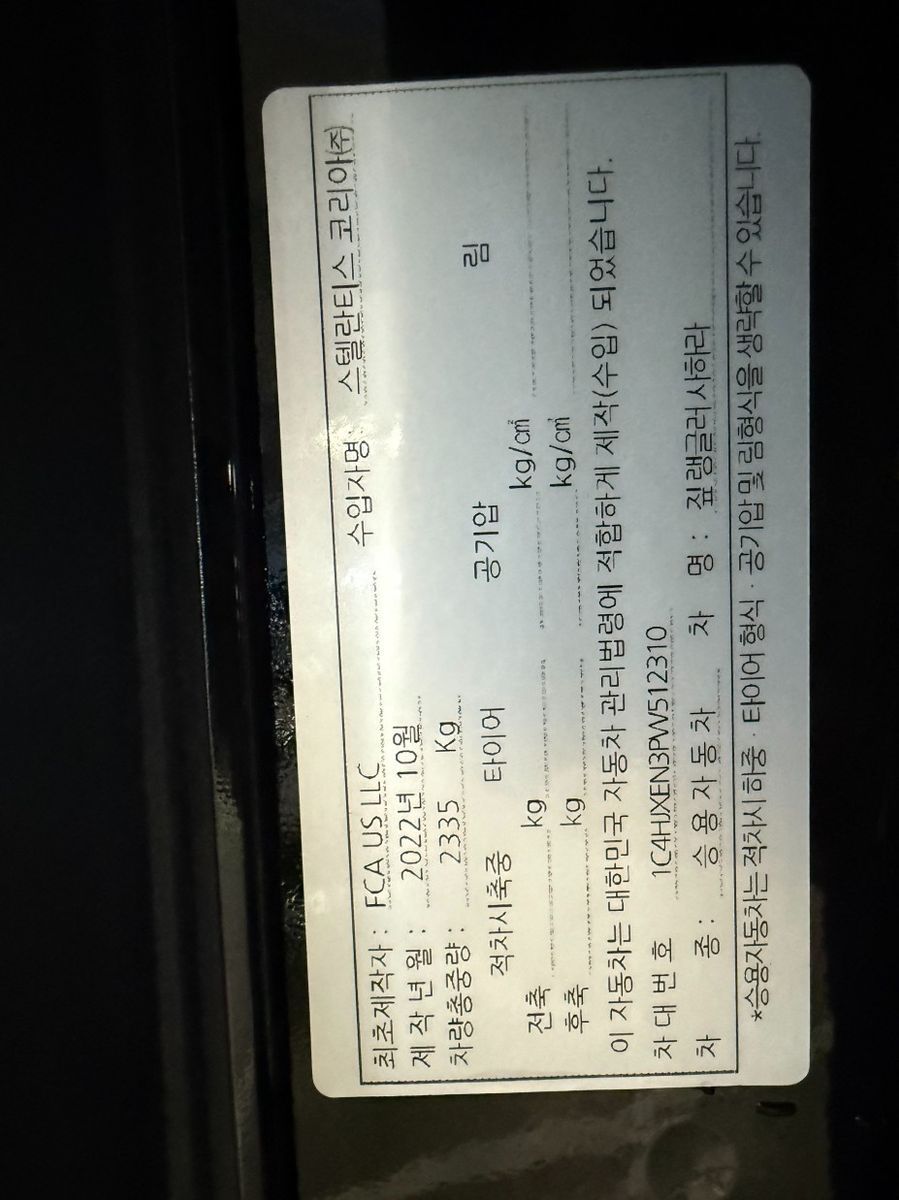 최초제작자 : FCA US LLC 수입자명 : 스텔란티스 코리아(주)
제 작 년 월 : 2022년 10월
차량총중량 : 2335 Kg
적차시축중 타이어 공기압 림
전축 kg kg/㎠
후축 kg kg/㎠
이 자동차는 대한민국 자동차 관리법령에 적합하게 제작(수입) 되었습니다.
차 대 번 호 1C4HJXEN3PW512310
차 종 : 승 용 자 동 차 차 명 : 짚랭글러사하라
*승용자동차는 적차시 하중 · 타이어 형식 · 공기압 및 림형식을 생략할 수 있습니다.